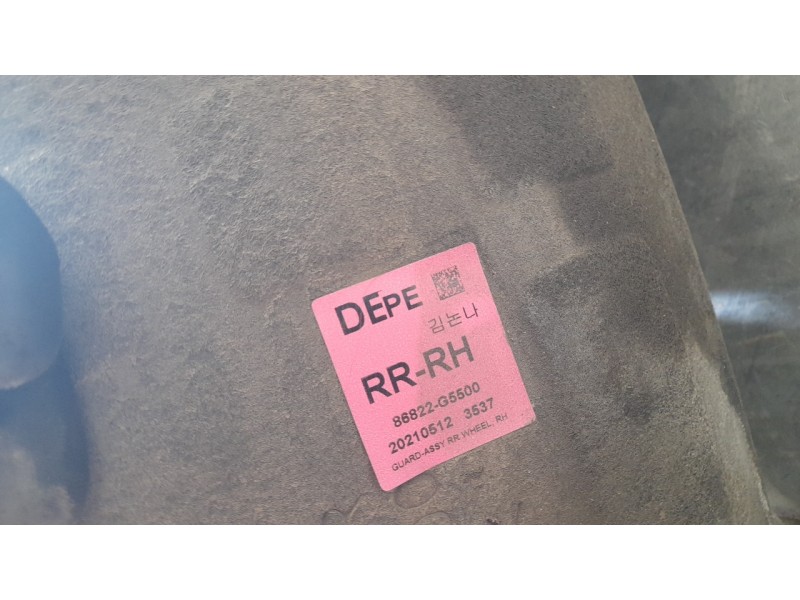 DEPE
김논나
RR-RH
86822-G5500
20210512 3537
GUARD-ASSY RR WHEEL, RH